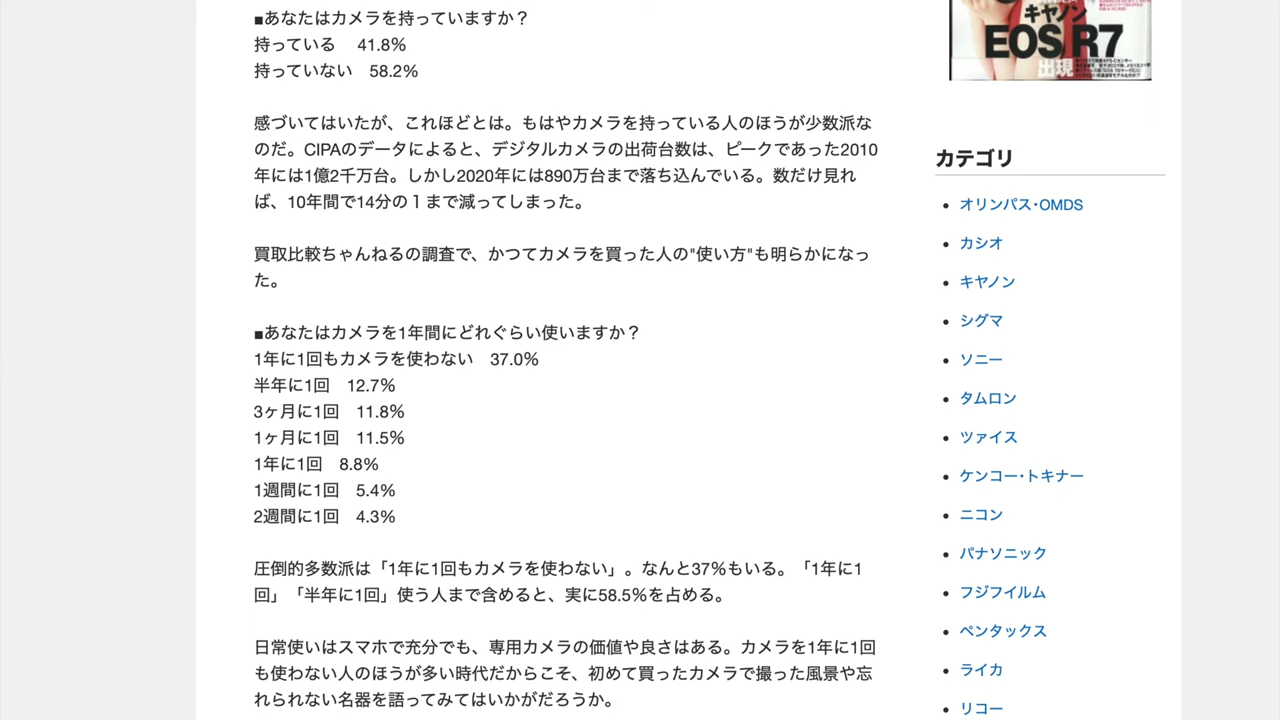 ■あなたはカメラを持っていますか？
持っている　41.8%
持っていない　58.2%
感づいてはいたが、これほどとは。もはやカメラを持っている人のほうが少数派な
のだ。CIPAのデータによると、デジタルカメラの出荷台数は、ピークであった2010
年には1億2千万台。しかし2020年には890万台まで落ち込んでいる。数だけ見れ
ば、10年間で14分の１まで減ってしまった。
買取比較ちゃんねるの調査で、かつてカメラを買った人の"使い方"も明らかになっ
た。
■あなたはカメラを1年間にどれぐらい使いますか？
1年に1回もカメラを使わない　37.0%
半年に1回　12.7%
3ヶ月に1回　11.8%
1ヶ月に1回　11.5%
1年に1回　8.8%
1週間に1回　5.4%
2週間に1回　4.3%
圧倒的多数派は「1年に1回もカメラを使わない」。なんと37%もいる。「1年に1
回」「半年に1回」使う人まで含めると、実に58.5%を占める。
日常使いはスマホで充分でも、専用カメラの価値や良さはある。カメラを1年に1回
も使わない人のほうが多い時代だからこそ、初めて買ったカメラで撮った風景や忘
れられない名器を語ってみてはいかがだろうか。
キヤノン
EOS R7
出現
カテゴリ
• オリンパス･OMDS
• カシオ
• キヤノン
• シグマ
• ソニー
• タムロン
• ツァイス
• ケンコー･トキナー
• ニコン
• パナソニック
• フジフイルム
• ペンタックス
• ライカ
• リコー